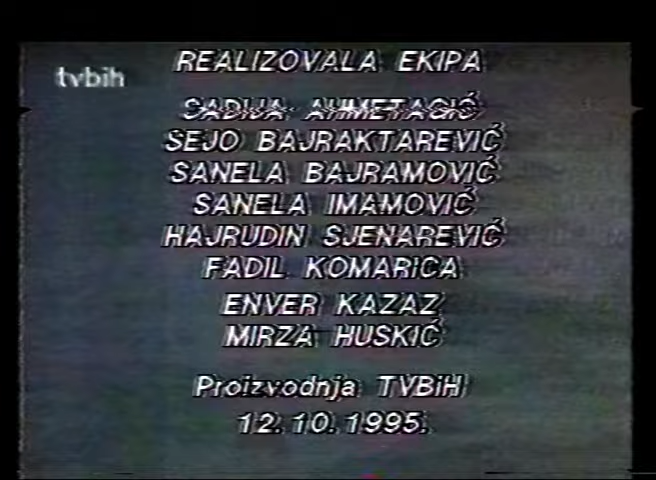 REALIZOVALA EKIPA
tvbih
SADIJA AHMETAGIĆ
SEJO BAJRAKTAREVIĆ
SANELA BAJRAMOVIĆ
SANELA IMAMOVIĆ
HAJRUDIN SJENAREVIĆ
FADIL KOMARICA
ENVER KAZAZ
MIRZA HUSKIĆ
Proizvodnja TVBiH
12.10.1995.